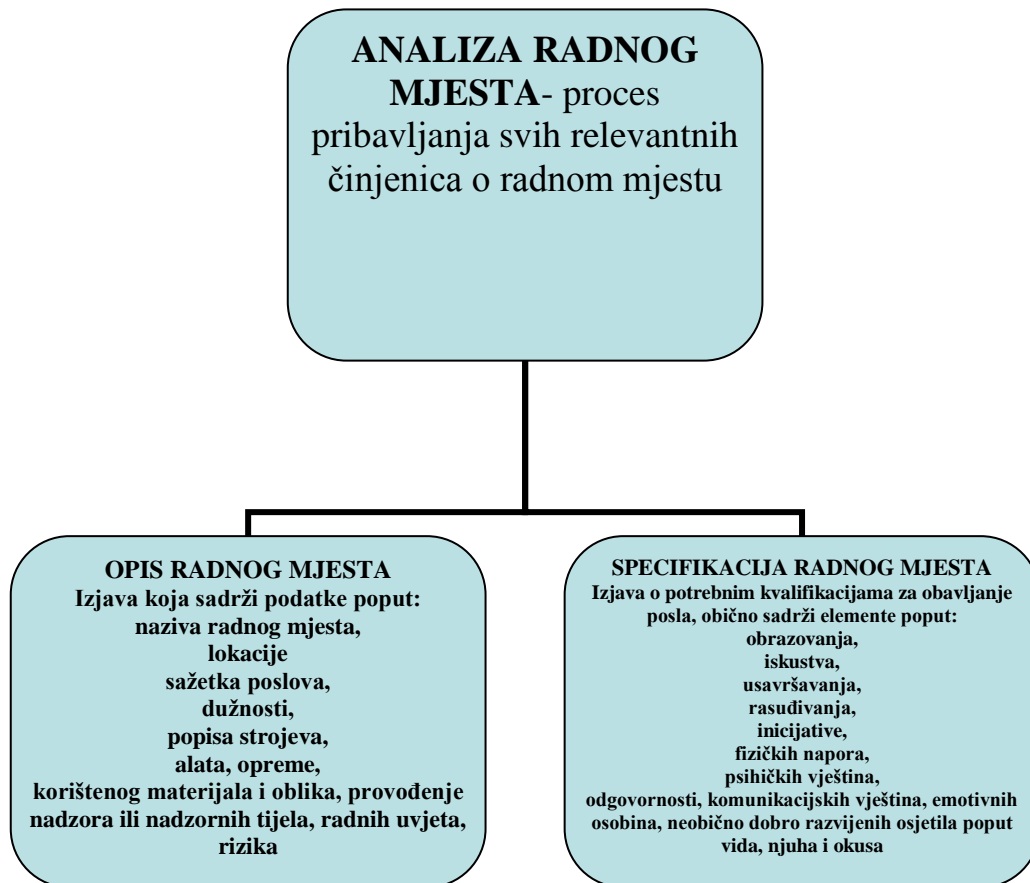 ANALIZA RADNOG
MJESTA- proces
pribavljanja svih relevantnih
činjenica o radnom mjestu
OPIS RADNOG MJESTA
Izjava koja sadrži podatke poput:
naziva radnog mjesta,
lokacije
sažetka poslova,
dužnosti,
popisa strojeva,
alata, opreme,
korištenog materijala i oblika, provođenje
nadzora ili nadzornih tijela, radnih uvjeta,
rizika
SPECIFIKACIJA RADNOG MJESTA
Izjava o potrebnim kvalifikacijama za obavljanje
posla, obično sadrži elemente poput:
obrazovanja,
iskustva,
usavršavanja,
rasuđivanja,
inicijative,
fizičkih napora,
psihičkih vještina,
odgovornosti, komunikacijskih vještina, emotivnih
osobina, neobično dobro razvijenih osjetila poput
vida, njuha i okusa